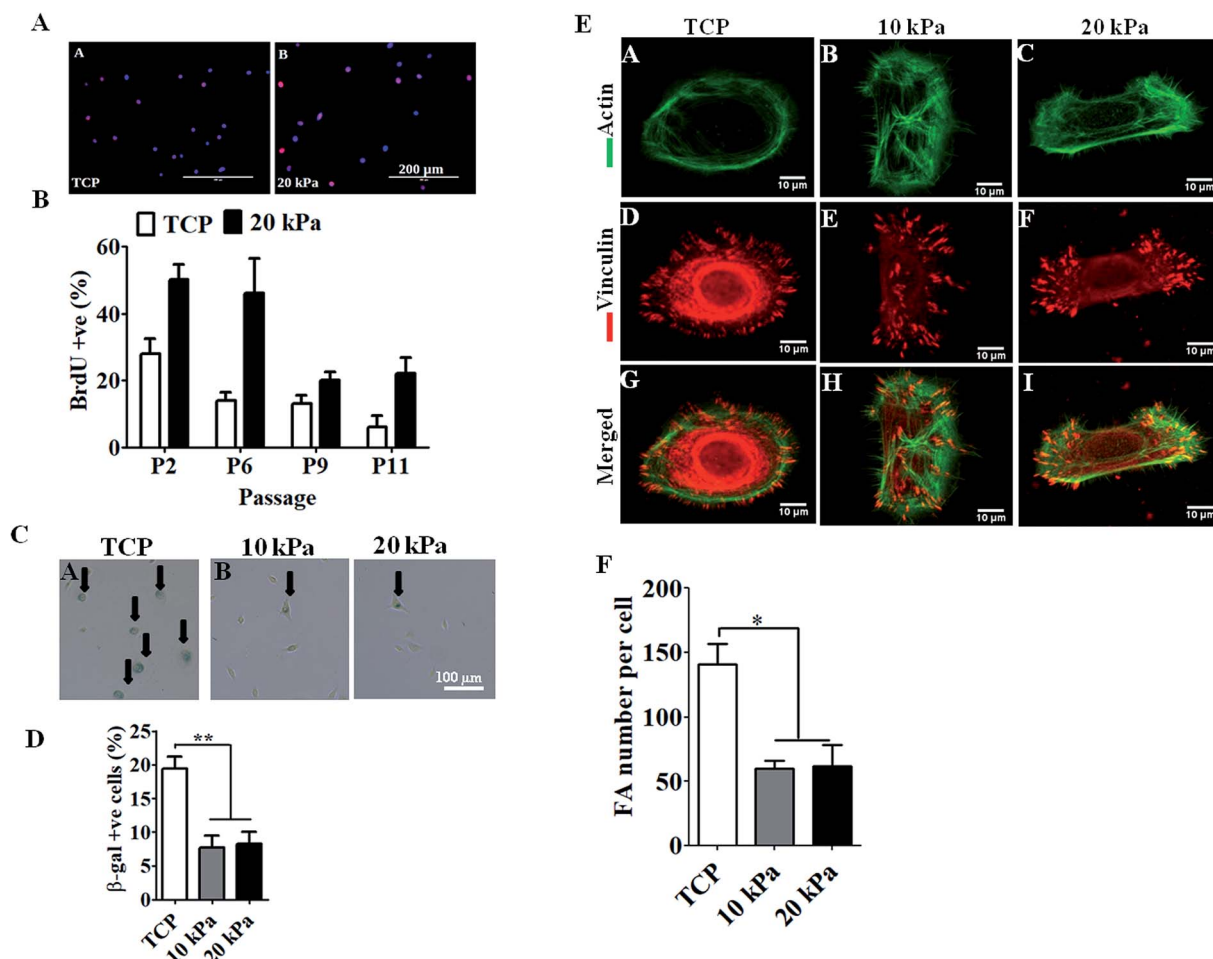 A
A
B
TCP
20 kPa
200 µm
B
TCP 20 kPa
BrdU +ve (%)
60
40
20
0
P2 P6 P9 P11
Passage
C
TCP 10 kPa 20 kPa
A
B
100 µm
D
β-gal +ve cells (%)
25
20
15
10
5
0
**
TCP
10 kPa
20 kPa
E
TCP 10 kPa 20 kPa
Actin
A
B
C
10 µm
10 µm
10 µm
Vinculin
D
E
F
10 µm
10 µm
10 µm
Merged
G
H
I
10 µm
10 µm
10 µm
F
FA number per cell
200
150
100
50
0
*
TCP
10 kPa
20 kPa